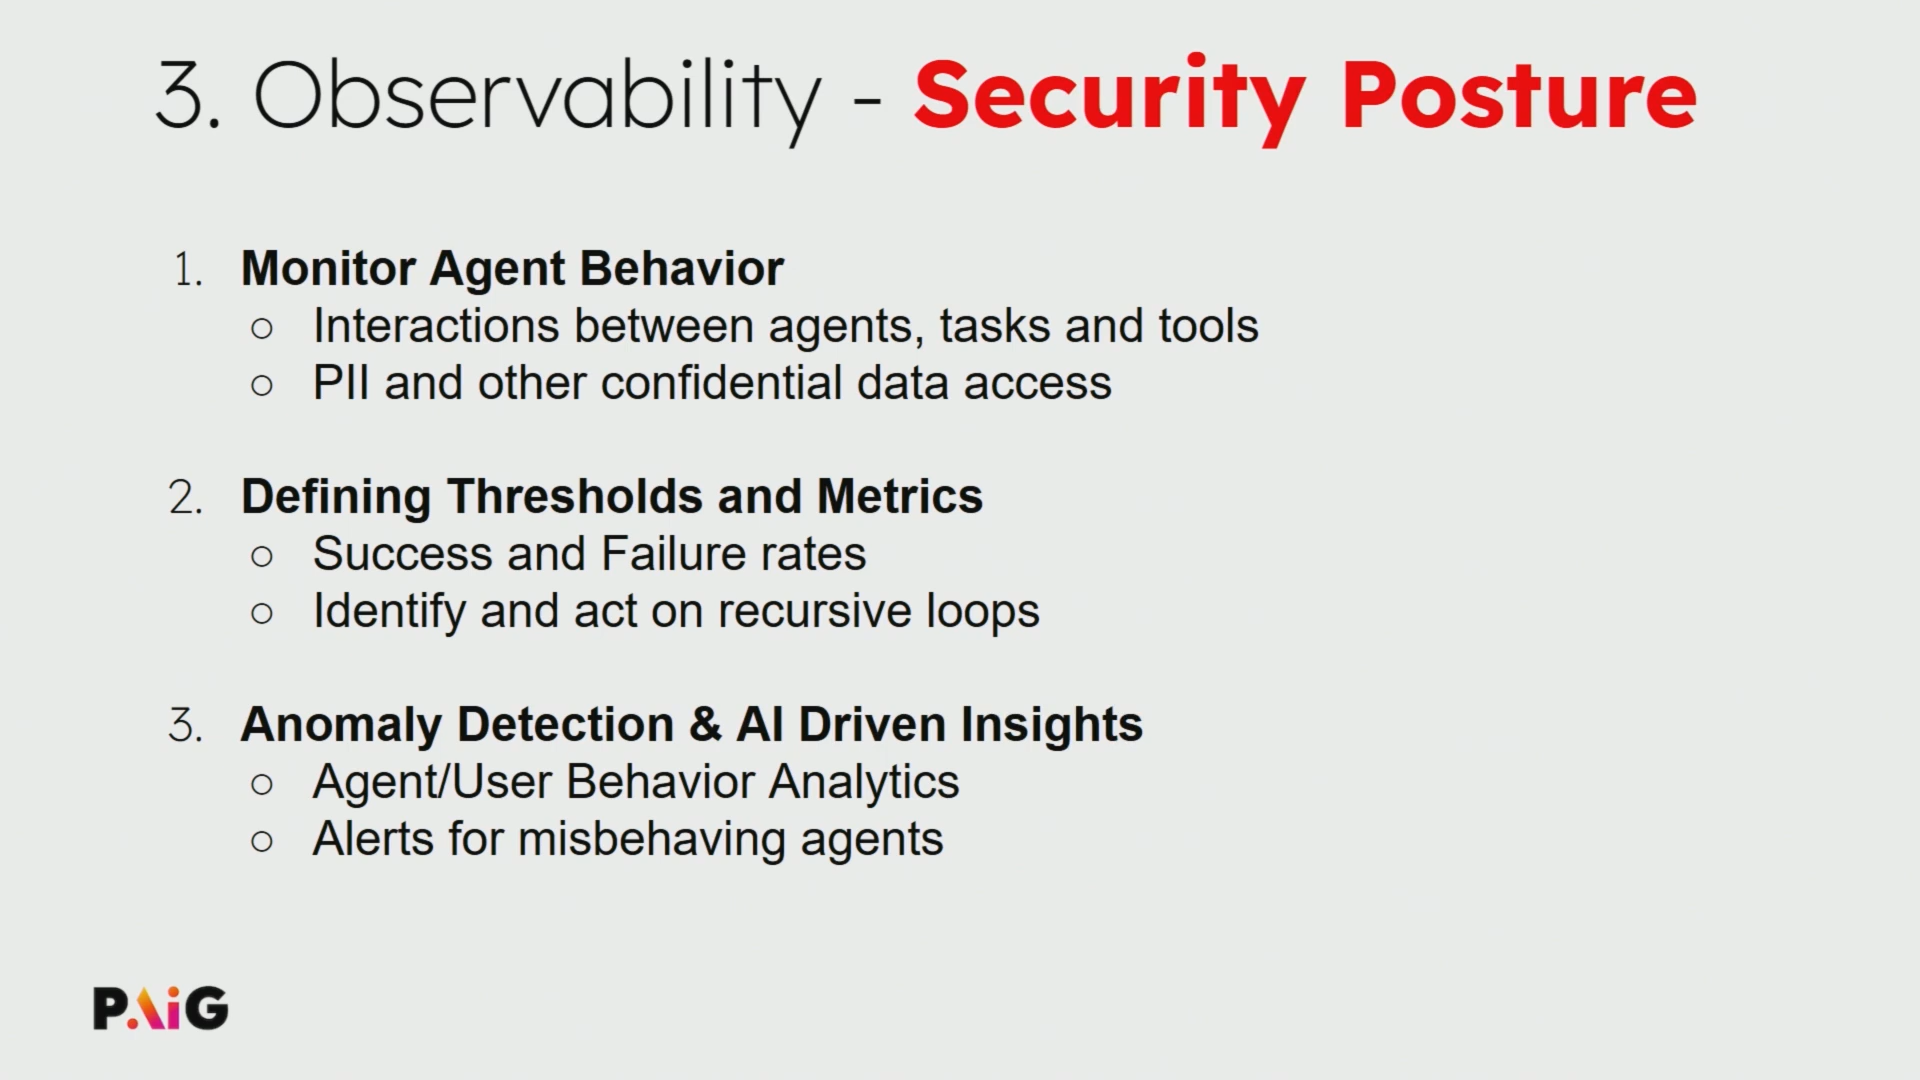 3. Observability - Security Posture
1. Monitor Agent Behavior
○ Interactions between agents, tasks and tools
○ PII and other confidential data access
2. Defining Thresholds and Metrics
○ Success and Failure rates
○ Identify and act on recursive loops
3. Anomaly Detection & AI Driven Insights
○ Agent/User Behavior Analytics
○ Alerts for misbehaving agents
PAiG